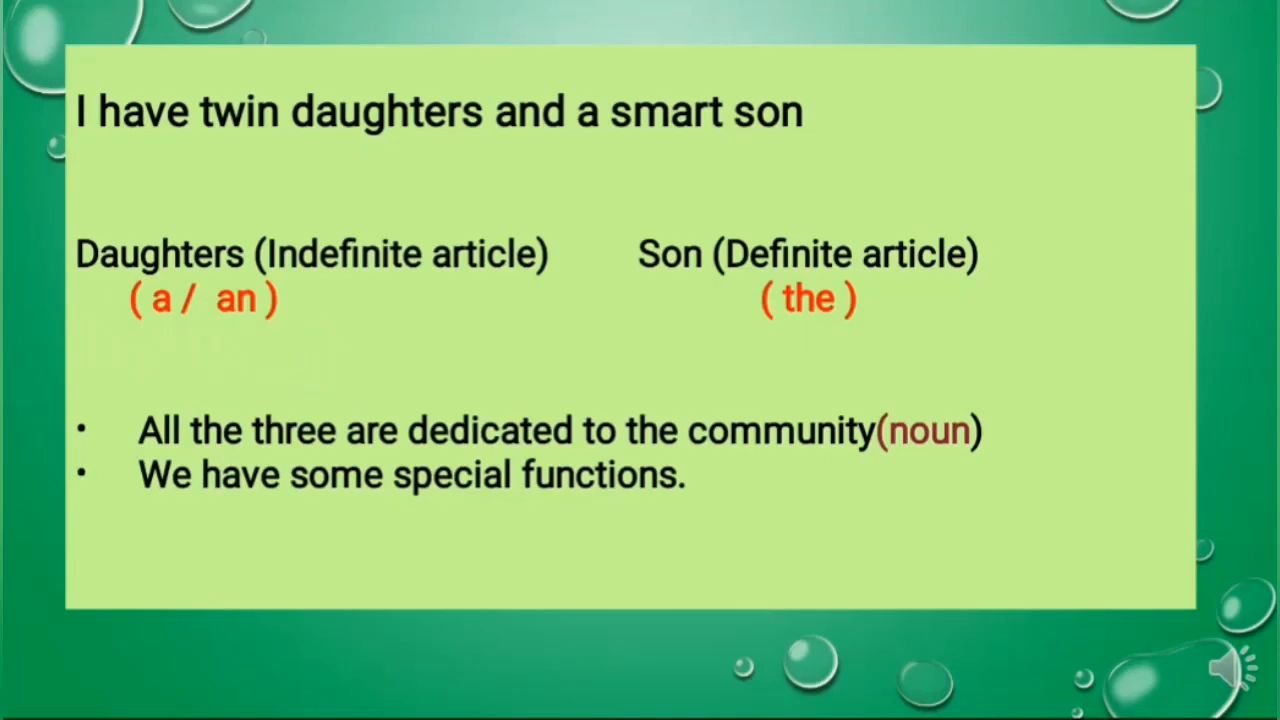 I have twin daughters and a smart son
Daughters (Indefinite article) Son (Definite article)
( a / an ) ( the )
• All the three are dedicated to the community(noun)
• We have some special functions.